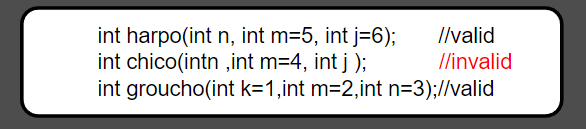 int harpo(int n, int m=5, int j=6); //valid
int chico(intn ,int m=4, int j ); //invalid
int groucho(int k=1,int m=2,int n=3);//valid